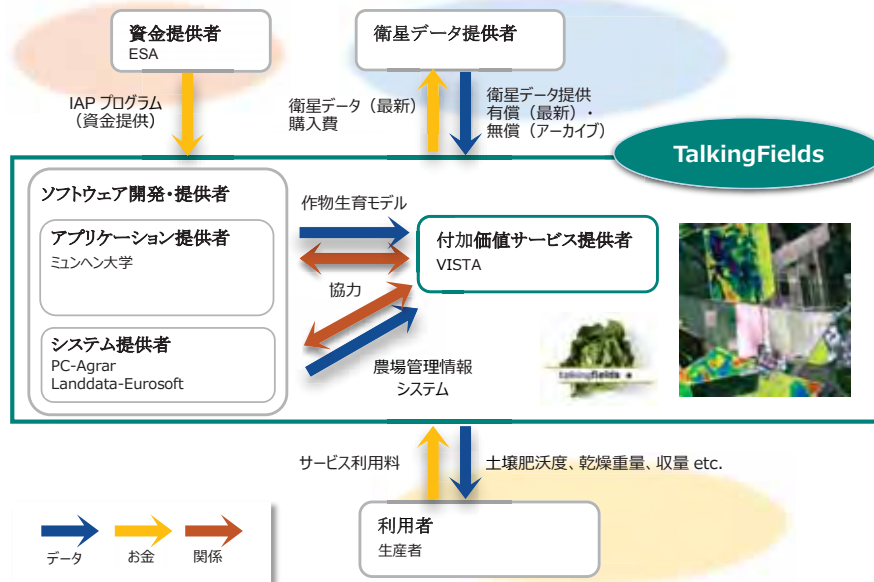 資金提供者
ESA
衛星データ提供者
IAP プログラム
（資金提供）
衛星データ（最新）
購入費
衛星データ提供
有償（最新）・
無償（アーカイブ）
TalkingFields
ソフトウェア開発・提供者
アプリケーション提供者
ミュンヘン大学
作物生育モデル
協力
付加価値サービス提供者
VISTA
システム提供者
PC-Agrar
Landdata-Eurosoft
農場管理情報
システム
talkingfields
サービス利用料
土壌肥沃度、乾燥重量、収量 etc.
利用者
生産者
データ
お金
関係